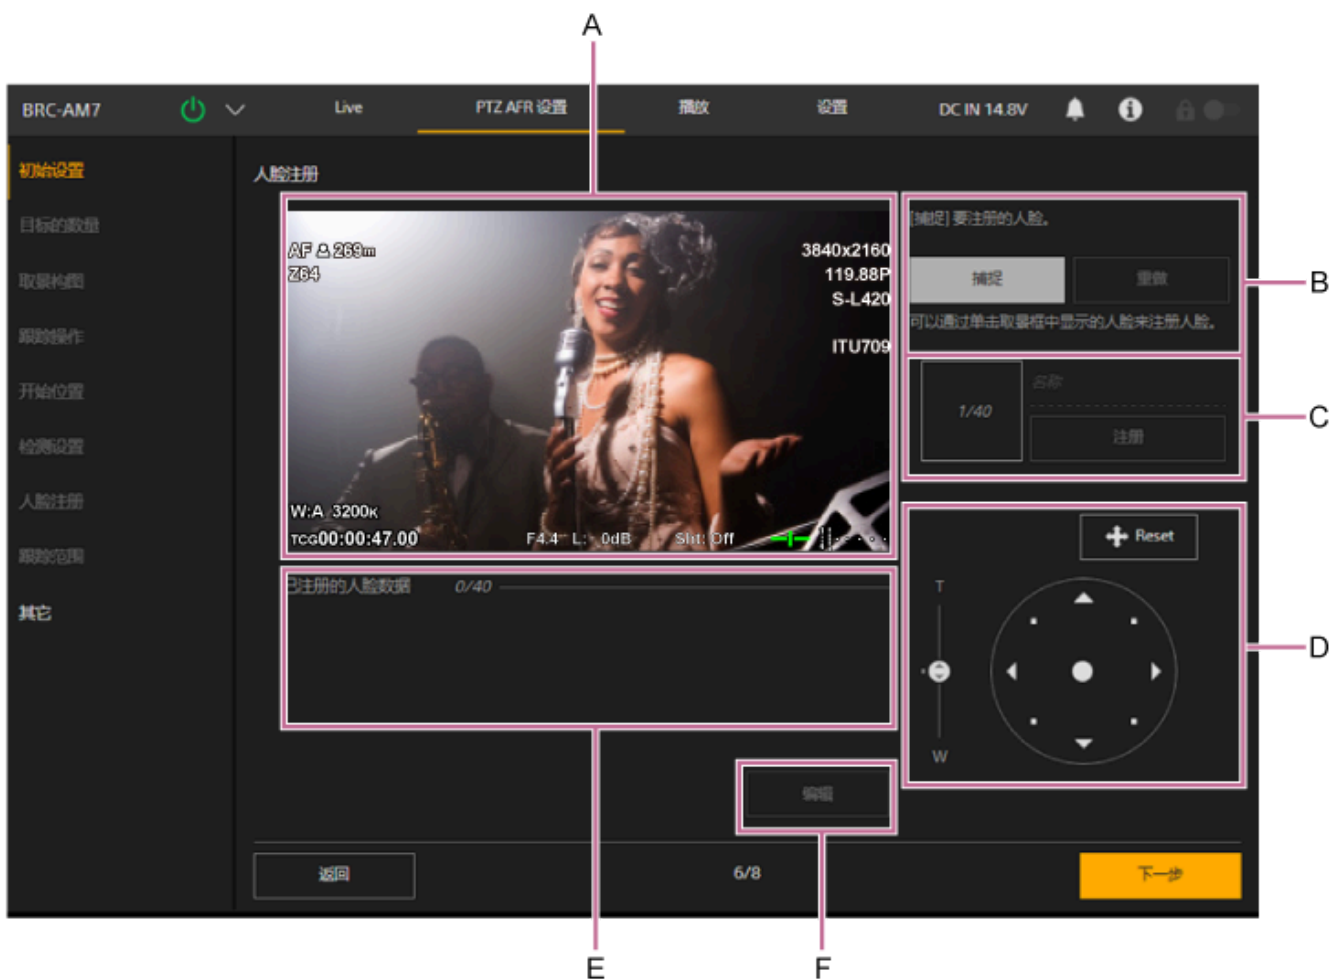 A
BRC-AM7 Live PTZ AFR 设置 播放 设置 DC IN 14.8V
初始设置
目标的数量
取景构图
跟踪操作
开始位置
检测设置
人脸注册
跟踪范围
其它
人脸注册
AF 269m
Z64
3840x2160
119.88P
S-L420
ITU709
W:A 3200K
TCG00:00:47.00 F4.4 L: 0dB Sht: Off
[捕捉] 要注册的人脸。
捕捉 重做
可以通过单击取景框中显示的人脸来注册人脸。
B
1/40 名称
注册
C
Reset
T
W
D
已注册的人脸数据 0/40
编辑
返回 6/8 下一步
E F